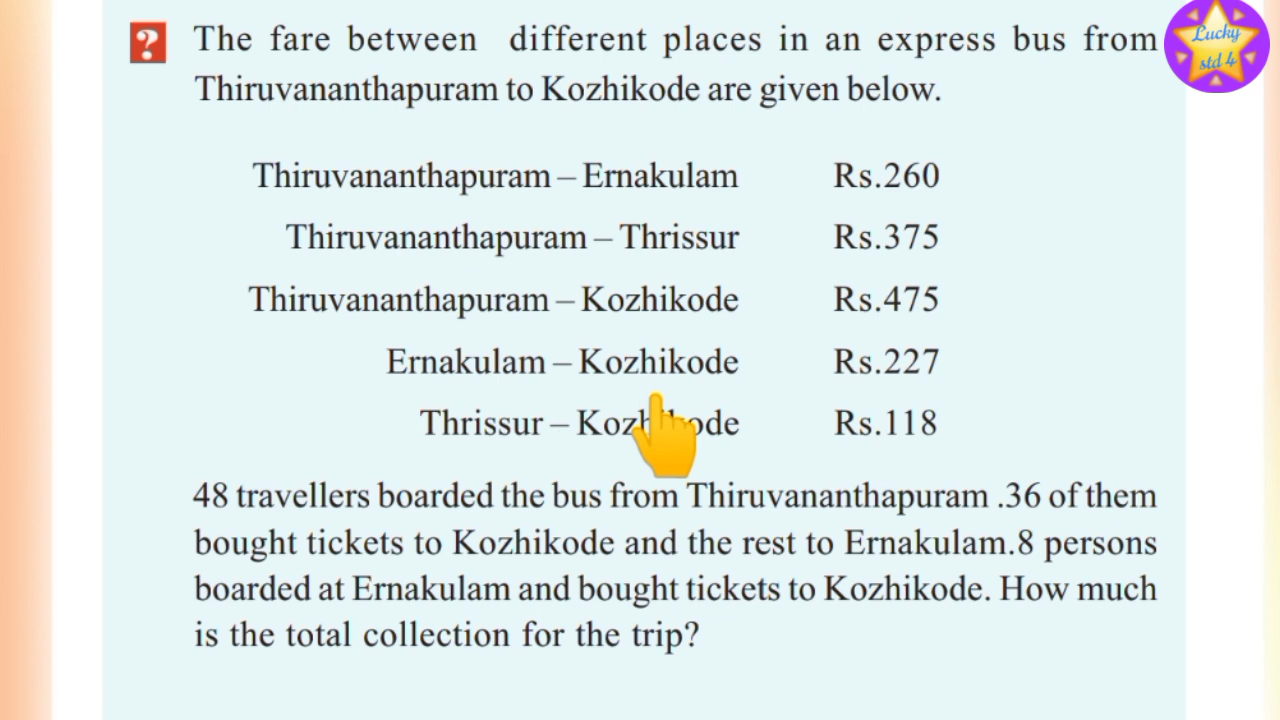 ?
The fare between different places in an express bus from
Thiruvananthapuram to Kozhikode are given below.
Thiruvananthapuram – Ernakulam Rs.260
Thiruvananthapuram – Thrissur Rs.375
Thiruvananthapuram – Kozhikode Rs.475
Ernakulam – Kozhikode Rs.227
Thrissur – Kozhikode Rs.118
48 travellers boarded the bus from Thiruvananthapuram .36 of them
bought tickets to Kozhikode and the rest to Ernakulam.8 persons
boarded at Ernakulam and bought tickets to Kozhikode. How much
is the total collection for the trip?
Lucky
std 4